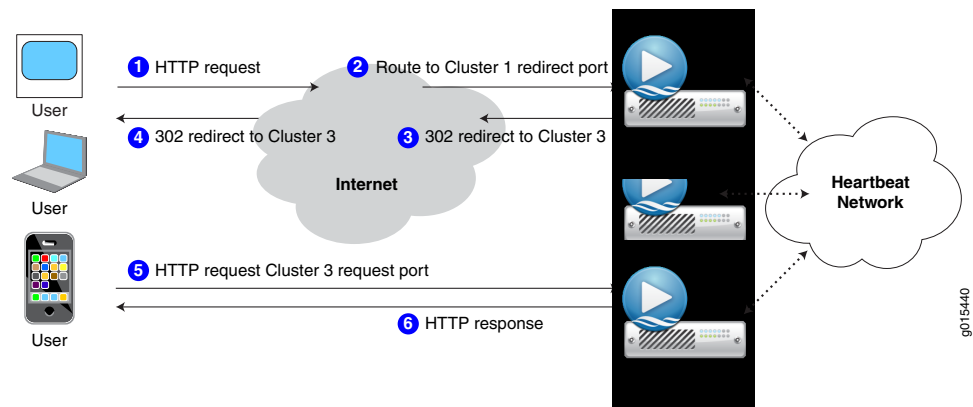 User
User
User
1 HTTP request
2 Route to Cluster 1 redirect port
4 302 redirect to Cluster 3
3 302 redirect to Cluster 3
Internet
5 HTTP request Cluster 3 request port
6 HTTP response
Heartbeat
Network
g015440